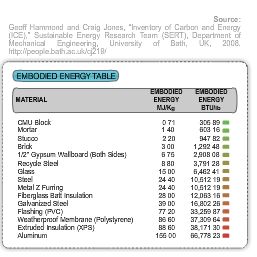 Source:
Geoff Hammond and Craig Jones, "Inventory of Carbon and Energy
(ICE)," Sustainable Energy Research Team (SERT), Department of
Mechanical Engineering, University of Bath, UK, 2008.
http://people.bath.ac.uk/cj219/
EMBODIED ENERGY TABLE
MATERIAL EMBODIED ENERGY MJ/KG EMBODIED ENERGY BTU/lb
CMU Block 0 71 305 89
Mortar 1 40 603 16
Stucco 2 20 947 82
Brick 3 00 1,292 48
1/2" Gypsum Wallboard (Both Sides) 6 75 2,908 08
Recycle Steel 8 80 3,791 28
Glass 15 00 6,462 41
Steel 24 40 10,512 19
Metal Z Furring 24 40 10,512 19
Fiberglass Batt Insulation 28 00 12,063 16
Galvanized Steel 39 00 16,802 26
Flashing (PVC) 77 20 33,259 87
Weatherproof Membrane (Polystyrene) 86 60 37,309 64
Extruded Insulation (XPS) 88 60 38,171 30
Aluminum 155 00 66,778 23